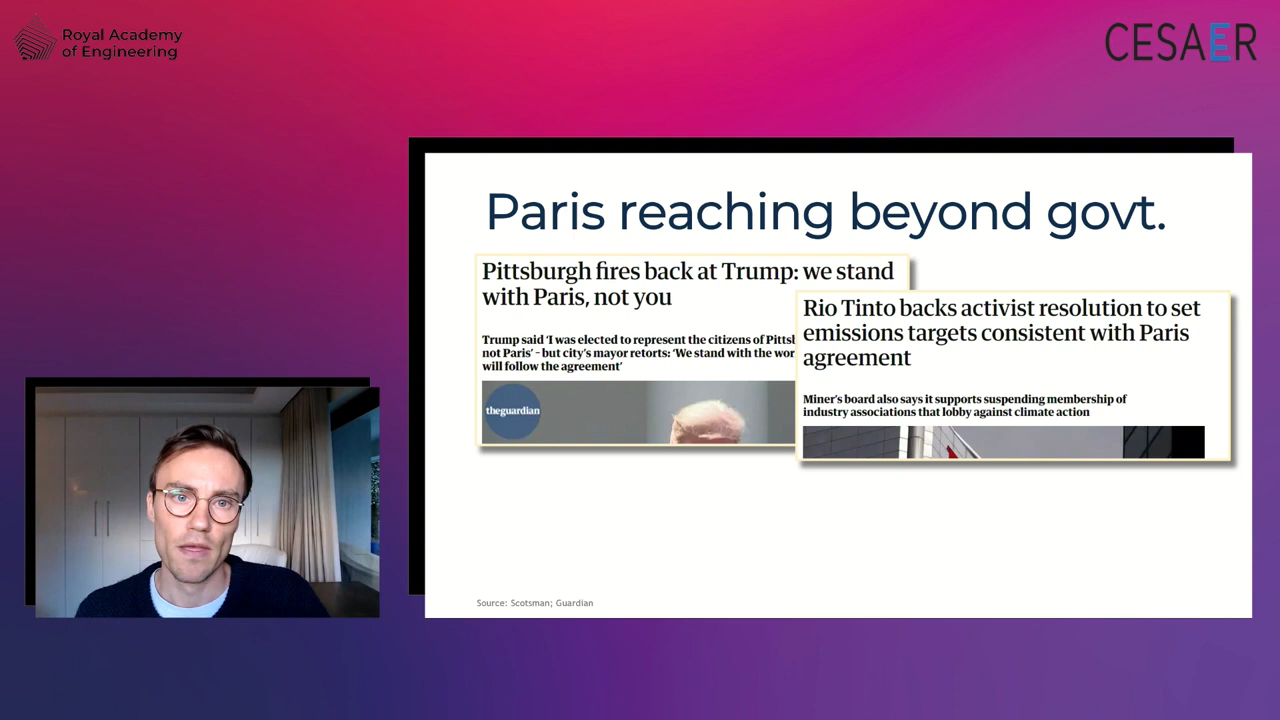 Royal Academy
of Engineering
CESAER
Paris reaching beyond govt.
Pittsburgh fires back at Trump: we stand
with Paris, not you
Trump said ‘I was elected to represent the citizens of
not Paris’ – but city’s mayor retorts: ‘We stand with the
will follow the agreement’
theguardian
Rio Tinto backs activist resolution to set
emissions targets consistent with Paris
agreement
Miner’s board also says it supports suspending membership of
industry associations that lobby against climate action
Source: Scotsman; Guardian